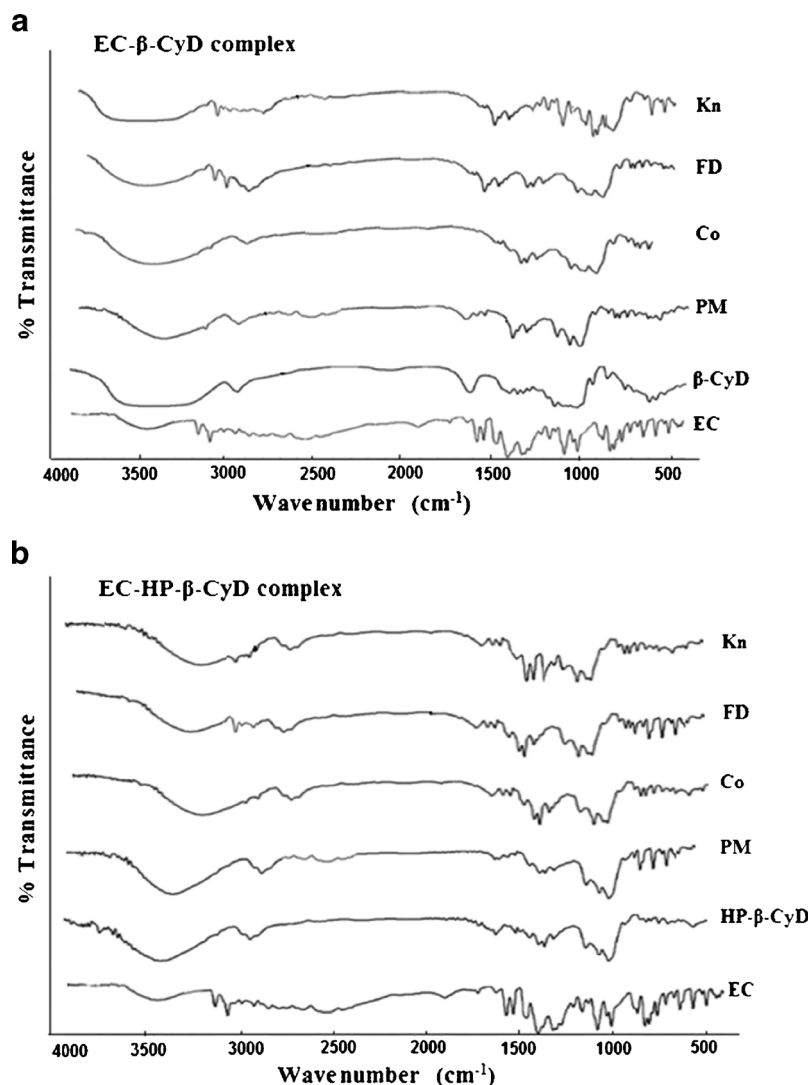 a
EC-β-CyD complex
Kn
FD
Co
PM
β-CyD
EC
% Transmittance
4000 3500 3000 2500 2000 1500 1000 500
Wavenumber (cm-1)
b
EC-HP-β-CyD complex
Kn
FD
Co
PM
HP-β-CyD
EC
% Transmittance
4000 3500 3000 2500 2000 1500 1000 500
Wavenumber (cm-1)